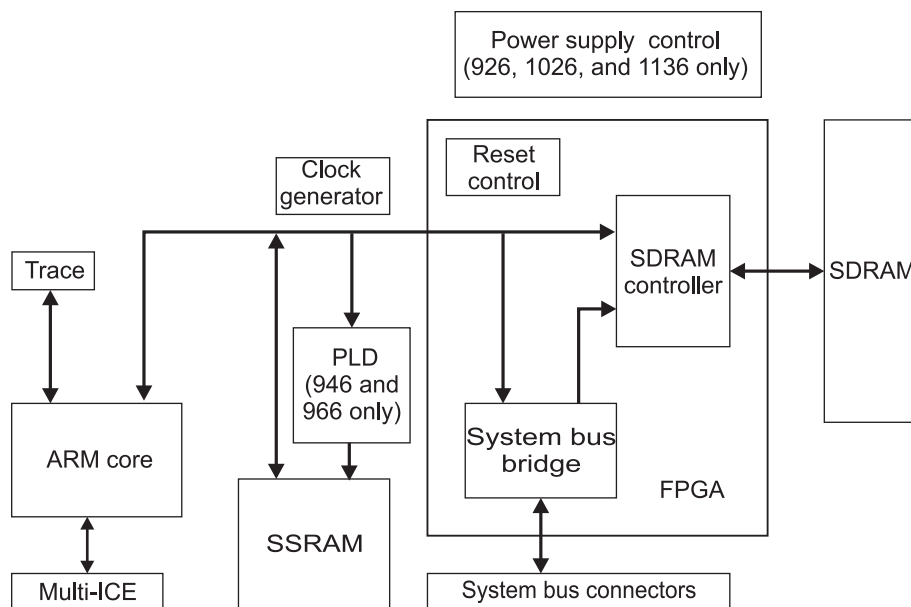 Power supply control
(926, 1026, and 1136 only)
Reset
control
Clock
generator
SDRAM
controller
SDRAM
Trace
PLD
(946 and
966 only)
ARM core
System bus
bridge
FPGA
SSRAM
Multi-ICE
System bus connectors